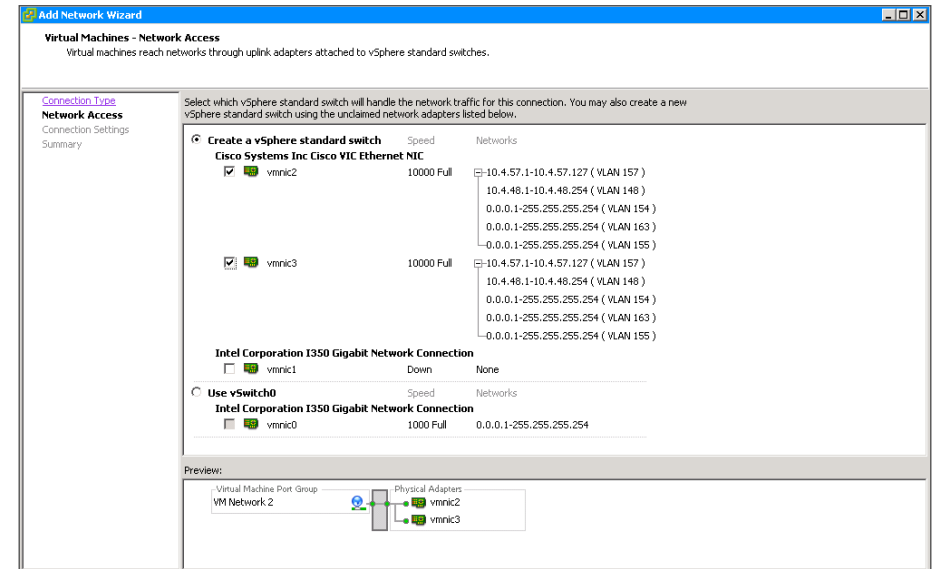 Add Network Wizard
Virtual Machines - Network Access
Virtual machines reach networks through uplink adapters attached to vSphere standard switches.
Connection Type
Network Access
Connection Settings
Summary
Select which vSphere standard switch will handle the network traffic for this connection. You may also create a new
vSphere standard switch using the unclaimed network adapters listed below.
Create a vSphere standard switch Speed Networks
Cisco Systems Inc Cisco VIC Ethernet NIC
vmnic2 10000 Full 10.4.57.1-10.4.57.127 ( VLAN 157 )
10.4.48.1-10.4.48.254 ( VLAN 148 )
0.0.0.1-255.255.255.254 ( VLAN 154 )
0.0.0.1-255.255.255.254 ( VLAN 163 )
0.0.0.1-255.255.255.254 ( VLAN 155 )
vmnic3 10000 Full 10.4.57.1-10.4.57.127 ( VLAN 157 )
10.4.48.1-10.4.48.254 ( VLAN 148 )
0.0.0.1-255.255.255.254 ( VLAN 154 )
0.0.0.1-255.255.255.254 ( VLAN 163 )
0.0.0.1-255.255.255.254 ( VLAN 155 )
Intel Corporation I350 Gigabit Network Connection
vmnic1 Down None
Use vSwitch0 Speed Networks
Intel Corporation I350 Gigabit Network Connection
vmnic0 1000 Full 0.0.0.1-255.255.255.254
Preview:
Virtual Machine Port Group Physical Adapters
VM Network 2 vmnic2
vmnic3